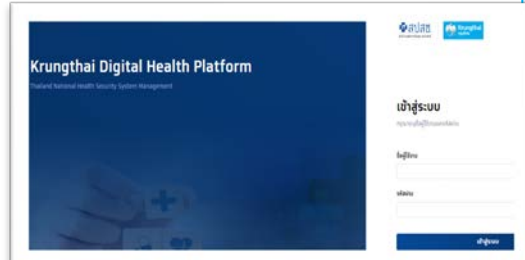 Krungthai Digital Health Platform
Thailand National Health Security System Management
สปสช
Krungthai
เข้าสู่ระบบ
ชื่อผู้ใช้งาน
รหัสผ่าน
เข้าสู่ระบบ